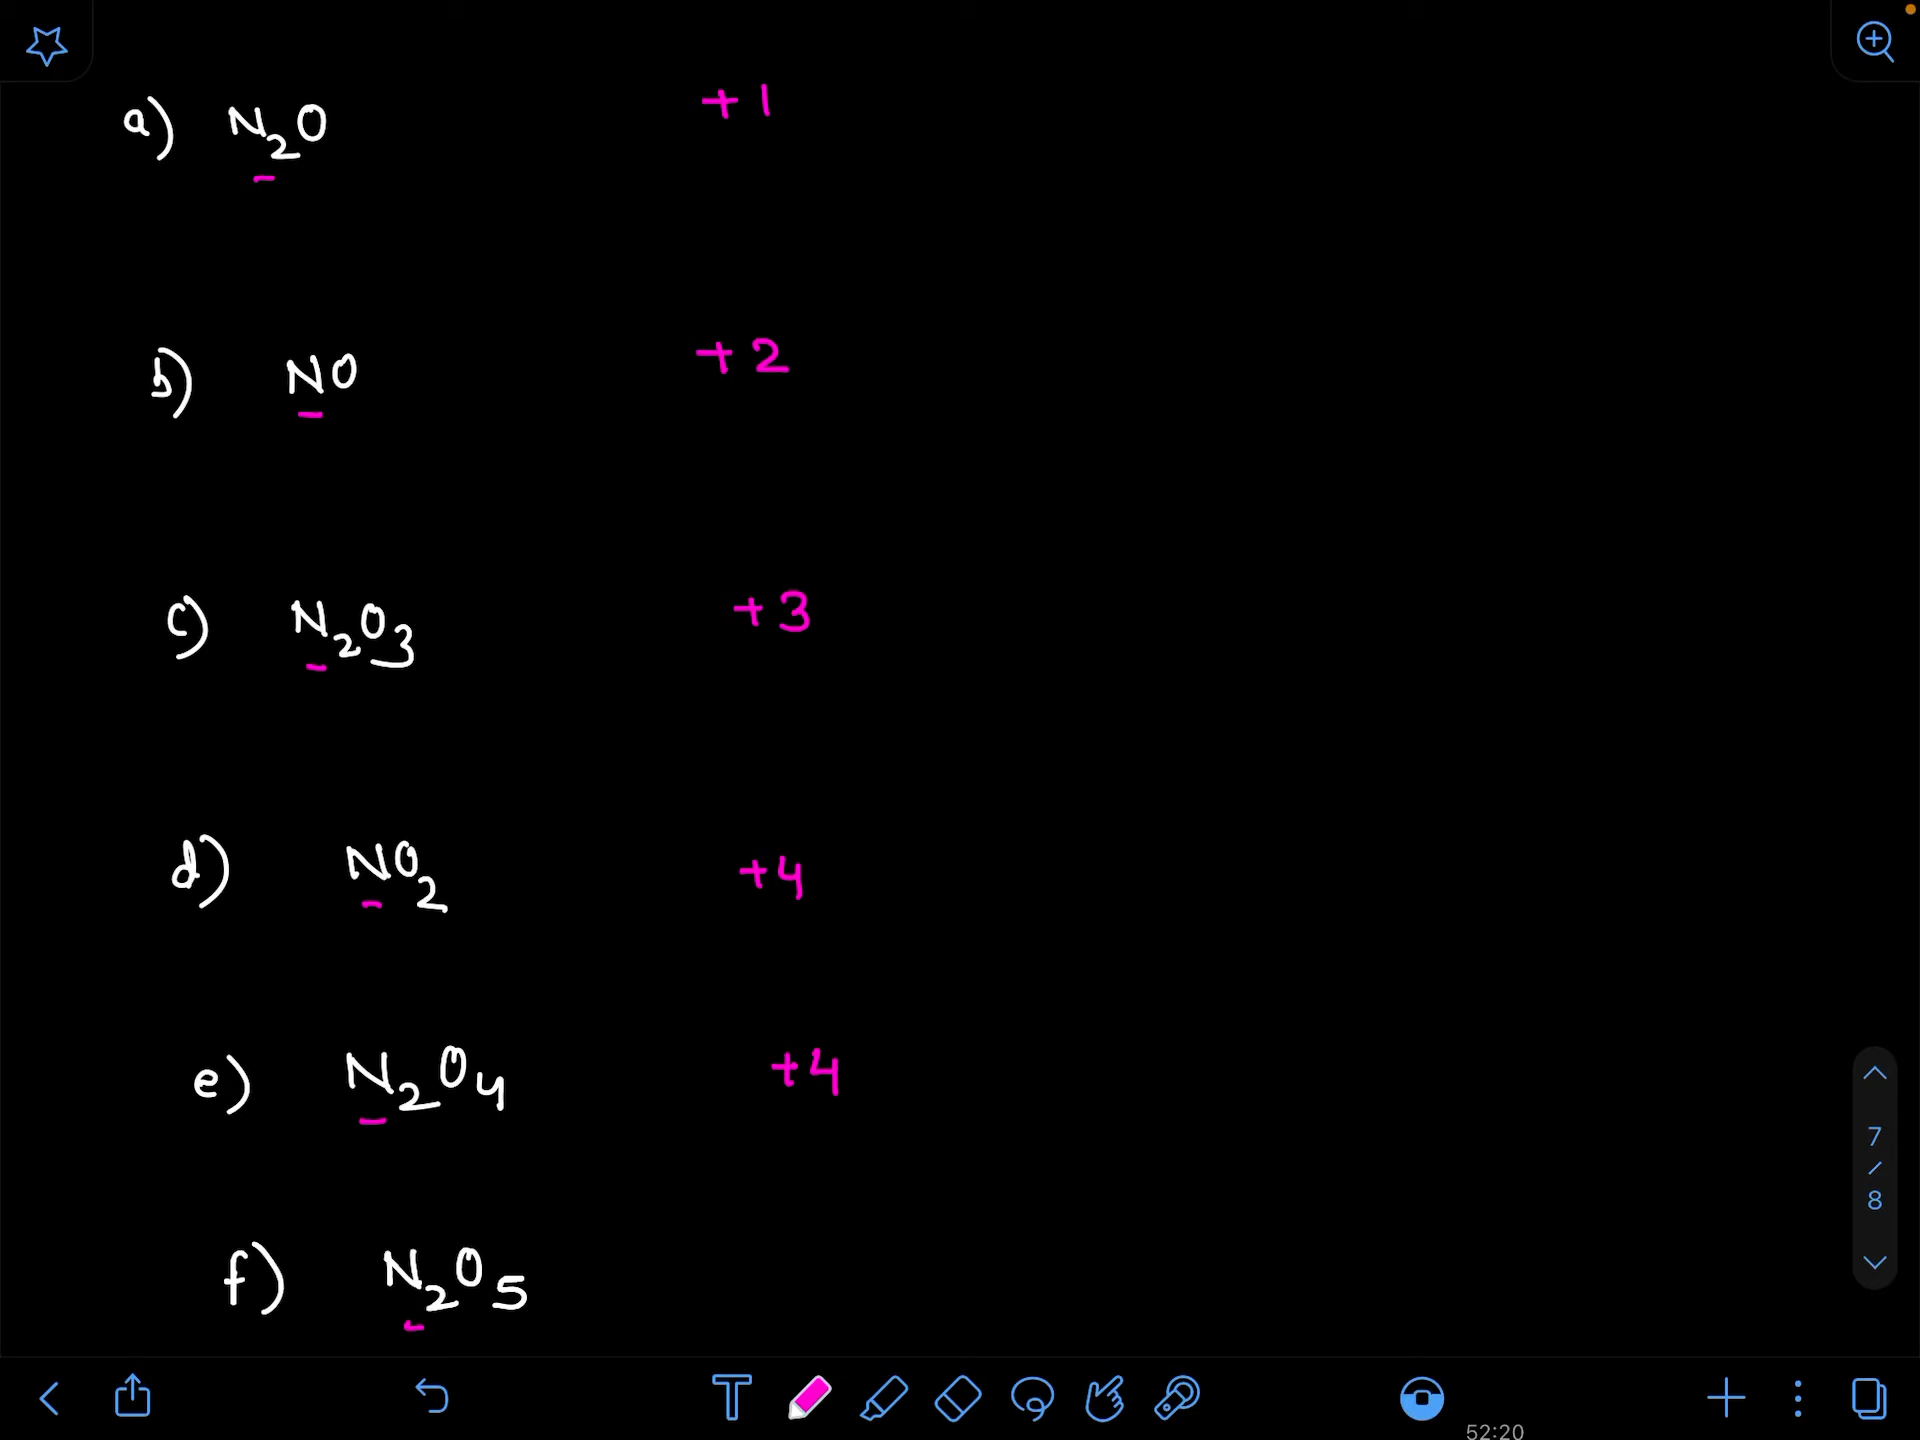 a) N₂O +1
b) NO +2
c) N₂O₃ +3
d) NO₂ +4
e) N₂O₄ +4
f) N₂O₅
7
/
8
52:20